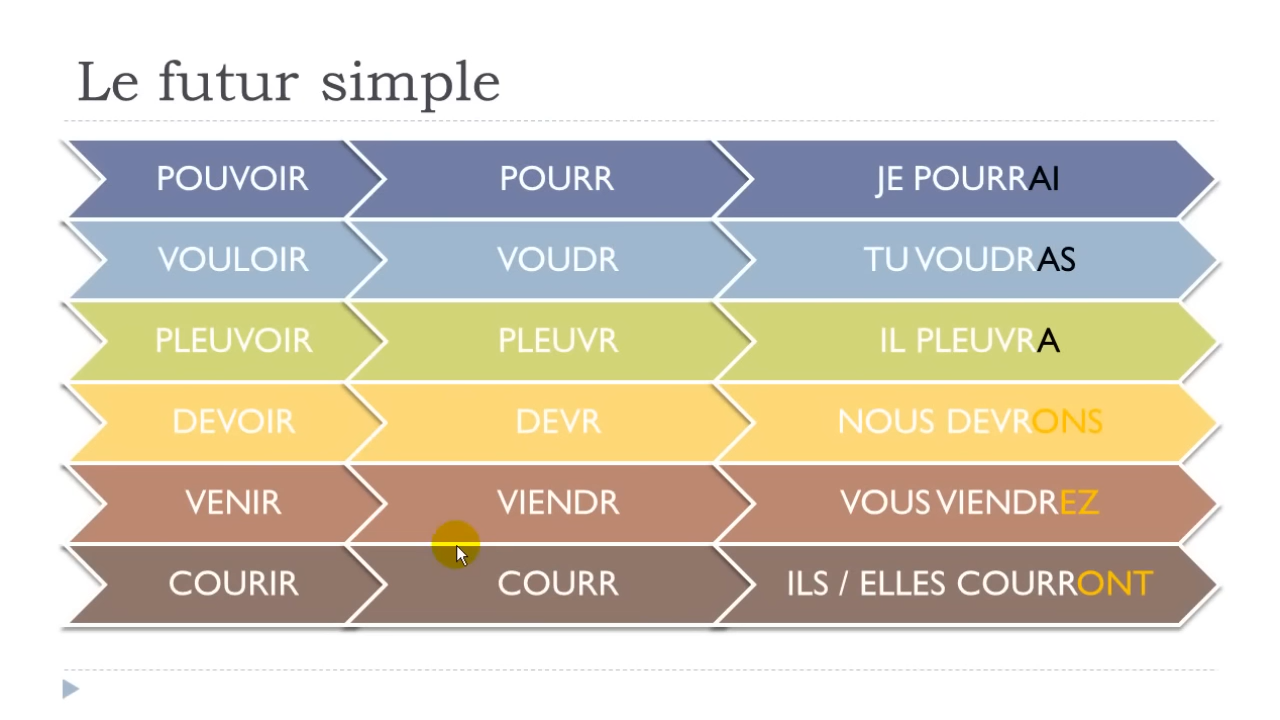 Le futur simple
POUVOIR POURR JE POURRAI
VOULOIR VOUDR TU VOUDRAS
PLEUVOIR PLEUVR IL PLEUVRA
DEVOIR DEVR NOUS DEVRONS
VENIR VIENDR VOUS VIENDREZ
COURIR COURR ILS / ELLES COURRONT